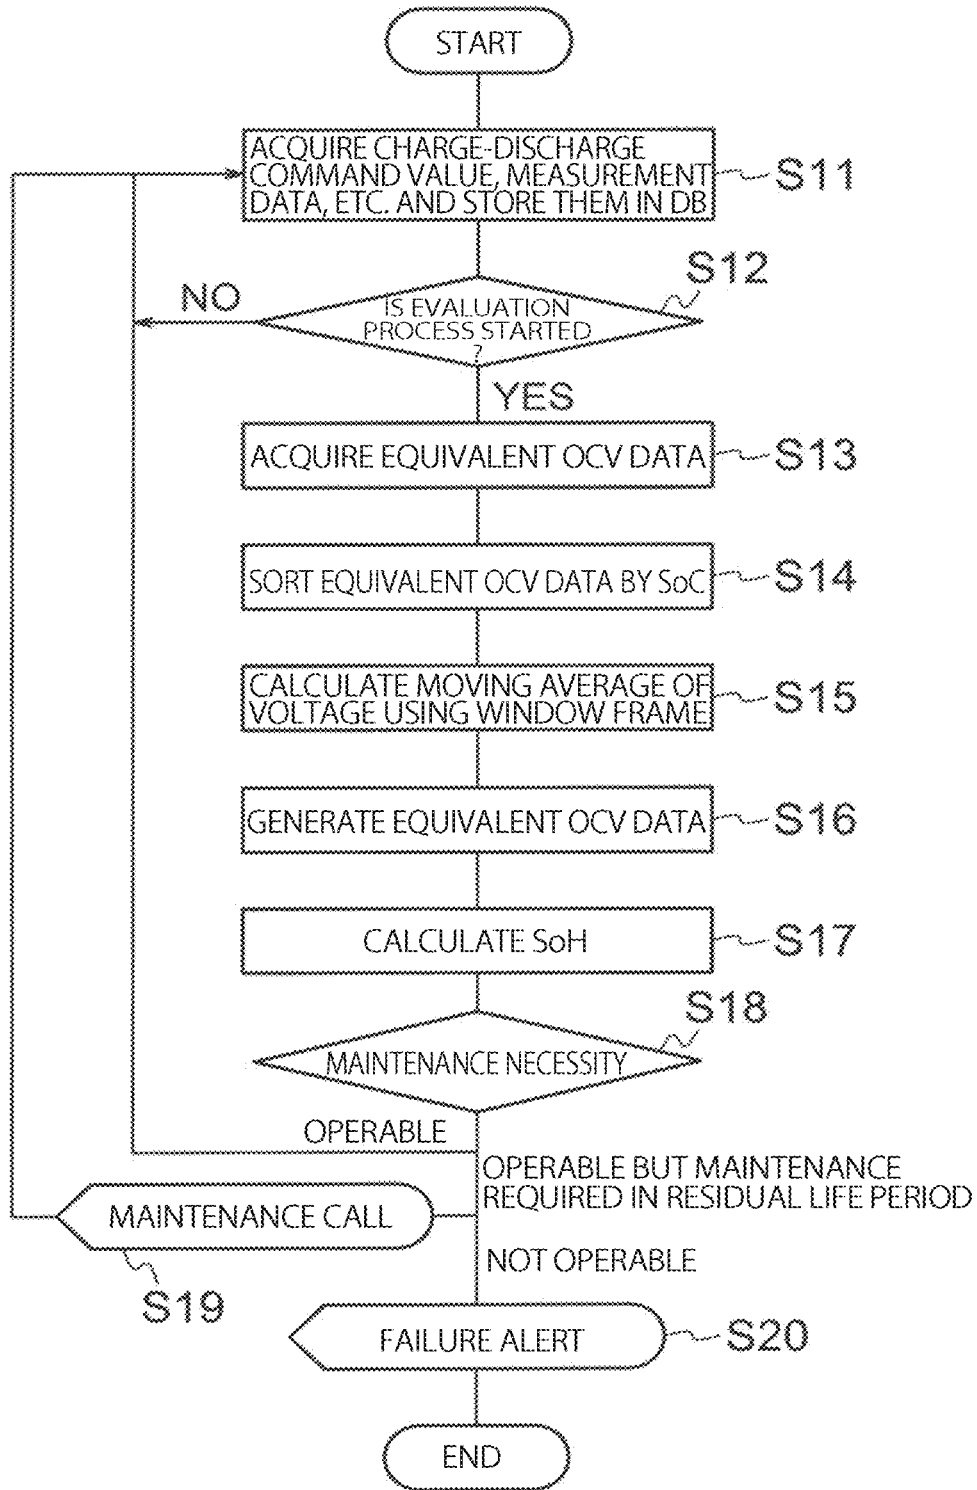 START
ACQUIRE CHARGE-DISCHARGE
COMMAND VALUE, MEASUREMENT
DATA, ETC. AND STORE THEM IN DB
S11
S12
NO
IS EVALUATION
PROCESS STARTED
?
YES
ACQUIRE EQUIVALENT OCV DATA
S13
SORT EQUIVALENT OCV DATA BY SoC
S14
CALCULATE MOVING AVERAGE OF
VOLTAGE USING WINDOW FRAME
S15
GENERATE EQUIVALENT OCV DATA
S16
CALCULATE SoH
S17
S18
MAINTENANCE NECESSITY
OPERABLE
OPERABLE BUT MAINTENANCE
REQUIRED IN RESIDUAL LIFE PERIOD
MAINTENANCE CALL
S19
NOT OPERABLE
FAILURE ALERT
S20
END